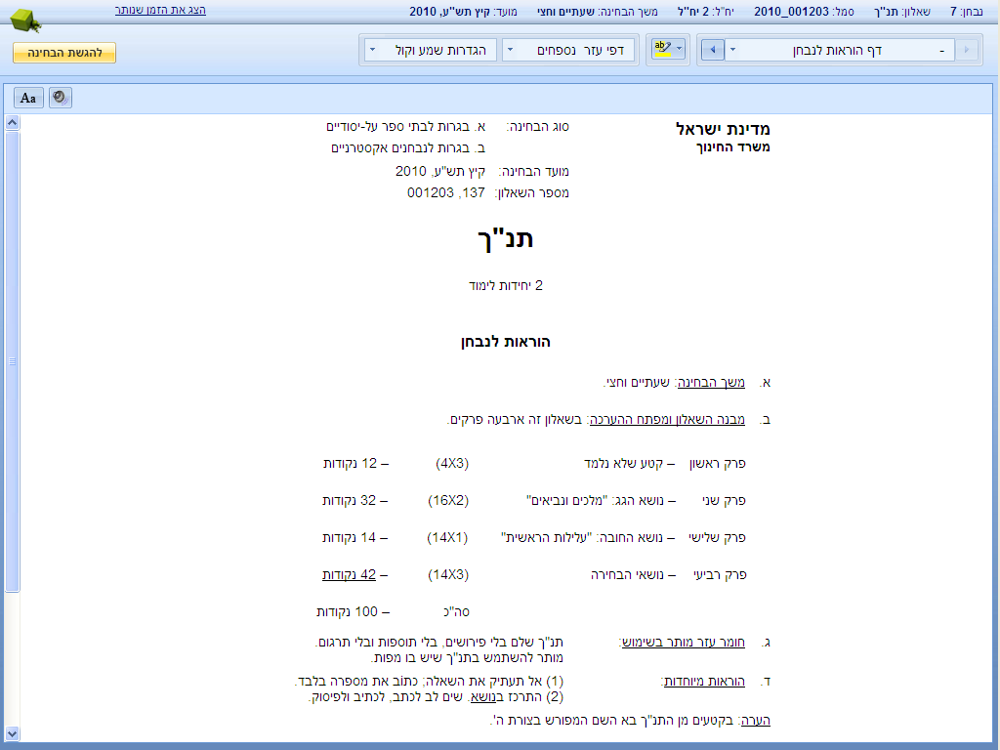 נבחן: 7 שאלון: תנ"ך סמל: 001203_2010 יח"ל: 2 יח"ל משך הבחינה: שעתיים וחצי מועד: קיץ תש"ע, 2010 הצג את הזמן שנותר
- דף הוראות לנבחן דפי עזר נספחים הגדרות שמע וקול להגשת הבחינה
Aa
מדינת ישראל
משרד החינוך
סוג הבחינה: א. בגרות לבתי ספר על-יסודיים
ב. בגרות לנבחנים אקסטרניים
מועד הבחינה: קיץ תש"ע, 2010
מספר השאלון: 137, 001203
תנ"ך
2 יחידות לימוד
הוראות לנבחן
א. משך הבחינה: שעתיים וחצי.
ב. מבנה השאלון ומפתח ההערכה: בשאלון זה ארבעה פרקים.
פרק ראשון – קטע שלא נלמד (4X3) – 12 נקודות
פרק שני – נושא הגג: "מלכים ונביאים" (16X2) – 32 נקודות
פרק שלישי – נושא החובה: "עלילות הראשית" (14X1) – 14 נקודות
פרק רביעי – נושאי הבחירה (14X3) – 42 נקודות
סה"כ – 100 נקודות
ג. חומר עזר מותר בשימוש: תנ"ך שלם בלי פירושים, בלי תוספות ובלי תרגום.
מותר להשתמש בתנ"ך שיש בו מפות.
ד. הוראות מיוחדות: (1) אל תעתיק את השאלה; כתוֹב את מספרה בלבד.
(2) התרכז בנושא. שים לב לכתב, לכתיב ולפיסוק.
הערה: בקטעים מן התנ"ך בא השם המפורש בצורת ה'.